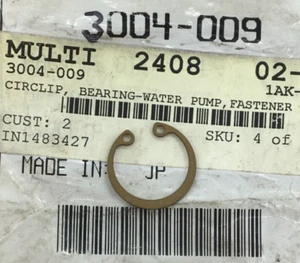 3004-009
MULTI 2408 02-
3004-009 1AK-
CIRCLIP, BEARING-WATER PUMP, FASTENER
CUST: 2
IN1483427 SKU: 4 of
MADE IN: JP